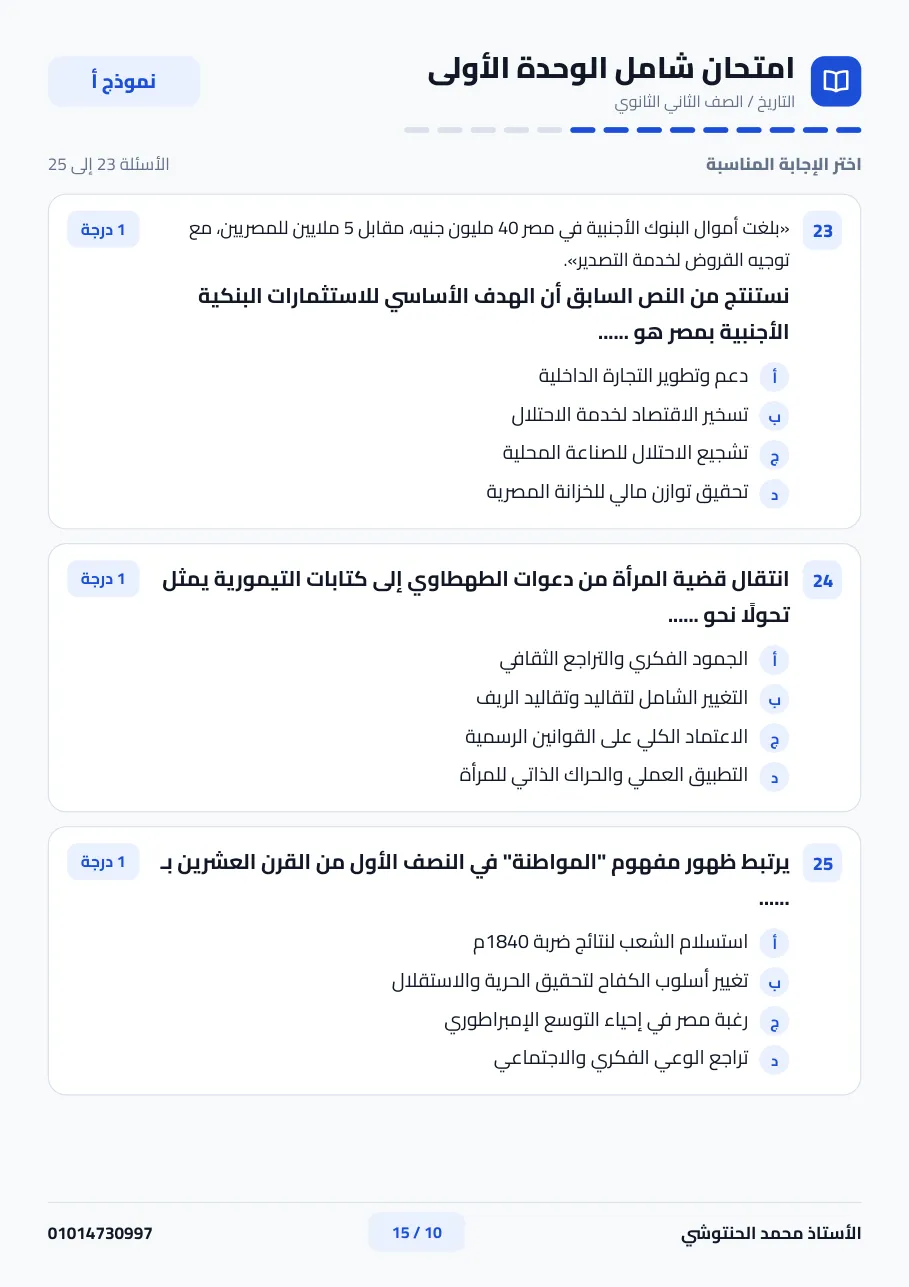 امتحان شامل الوحدة الأولى
التاريخ / الصف الثاني الثانوي
نموذج أ
اختر الإجابة المناسبة
الأسئلة 23 إلى 25
23
1 درجة
«بلغت أموال البنوك الأجنبية في مصر 40 مليون جنيه، مقابل 5 ملايين للمصريين، مع
توجيه القروض لخدمة التصدير».
نستنتج من النص السابق أن الهدف الأساسي للاستثمارات البنكية
الأجنبية بمصر هو ......
أ دعم وتطوير التجارة الداخلية
ب تسخير الاقتصاد لخدمة الاحتلال
ج تشجيع الاحتلال للصناعة المحلية
د تحقيق توازن مالي للخزانة المصرية
24
1 درجة
انتقال قضية المرأة من دعوات الطهطاوي إلى كتابات التيمورية يمثل
تحولًا نحو ......
أ الجمود الفكري والتراجع الثقافي
ب التغيير الشامل لتقاليد وتقاليد الريف
ج الاعتماد الكلي على القوانين الرسمية
د التطبيق العملي والحراك الذاتي للمرأة
25
1 درجة
يرتبط ظهور مفهوم "المواطنة" في النصف الأول من القرن العشرين بـ
......
أ استسلام الشعب لنتائج ضربة 1840م
ب تغيير أسلوب الكفاح لتحقيق الحرية والاستقلال
ج رغبة مصر في إحياء التوسع الإمبراطوري
د تراجع الوعي الفكري والاجتماعي
الأستاذ محمد الحنتوشي
10 / 15
01014730997